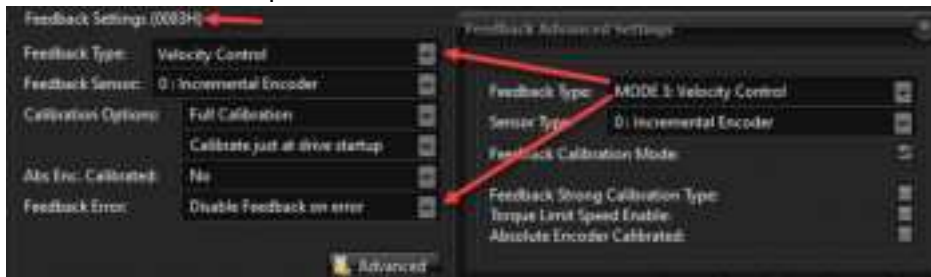 Feedback Settings (0003H)
Feedback Type: Velocity Control
Feedback Sensor: 0 : Incremental Encoder
Calibration Options: Full Calibration
Calibrate just at drive startup
Abs Enc. Calibrated: No
Feedback Error: Disable Feedback on error
Advanced
Feedback Advanced Settings
Feedback Type: MODE 3: Velocity Control
Sensor Type: 0 : Incremental Encoder
Feedback Calibration Mode:
Feedback Strong Calibration Type:
Torque Limit Speed Enable:
Absolute Encoder Calibrated: